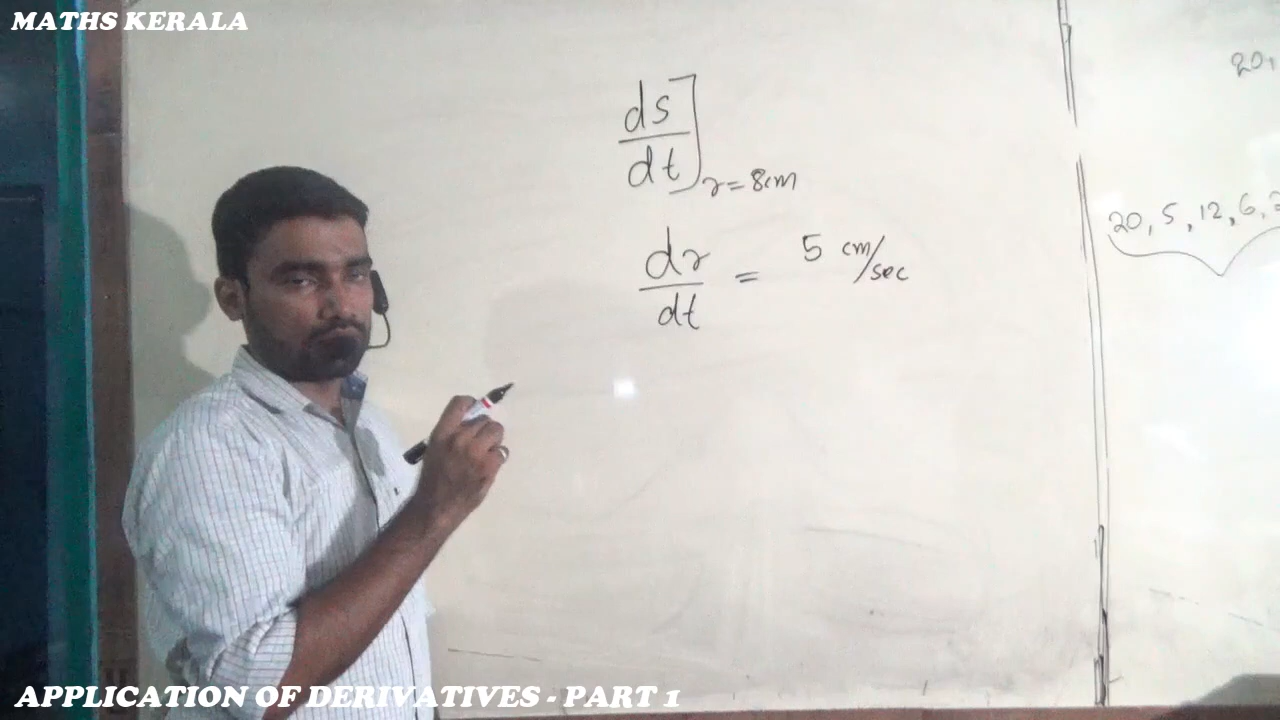 MATHS KERALA
20,
ds/dt]r=8cm
20, 5, 12, 6,
dr/dt = 5 cm/sec
APPLICATION OF DERIVATIVES - PART 1